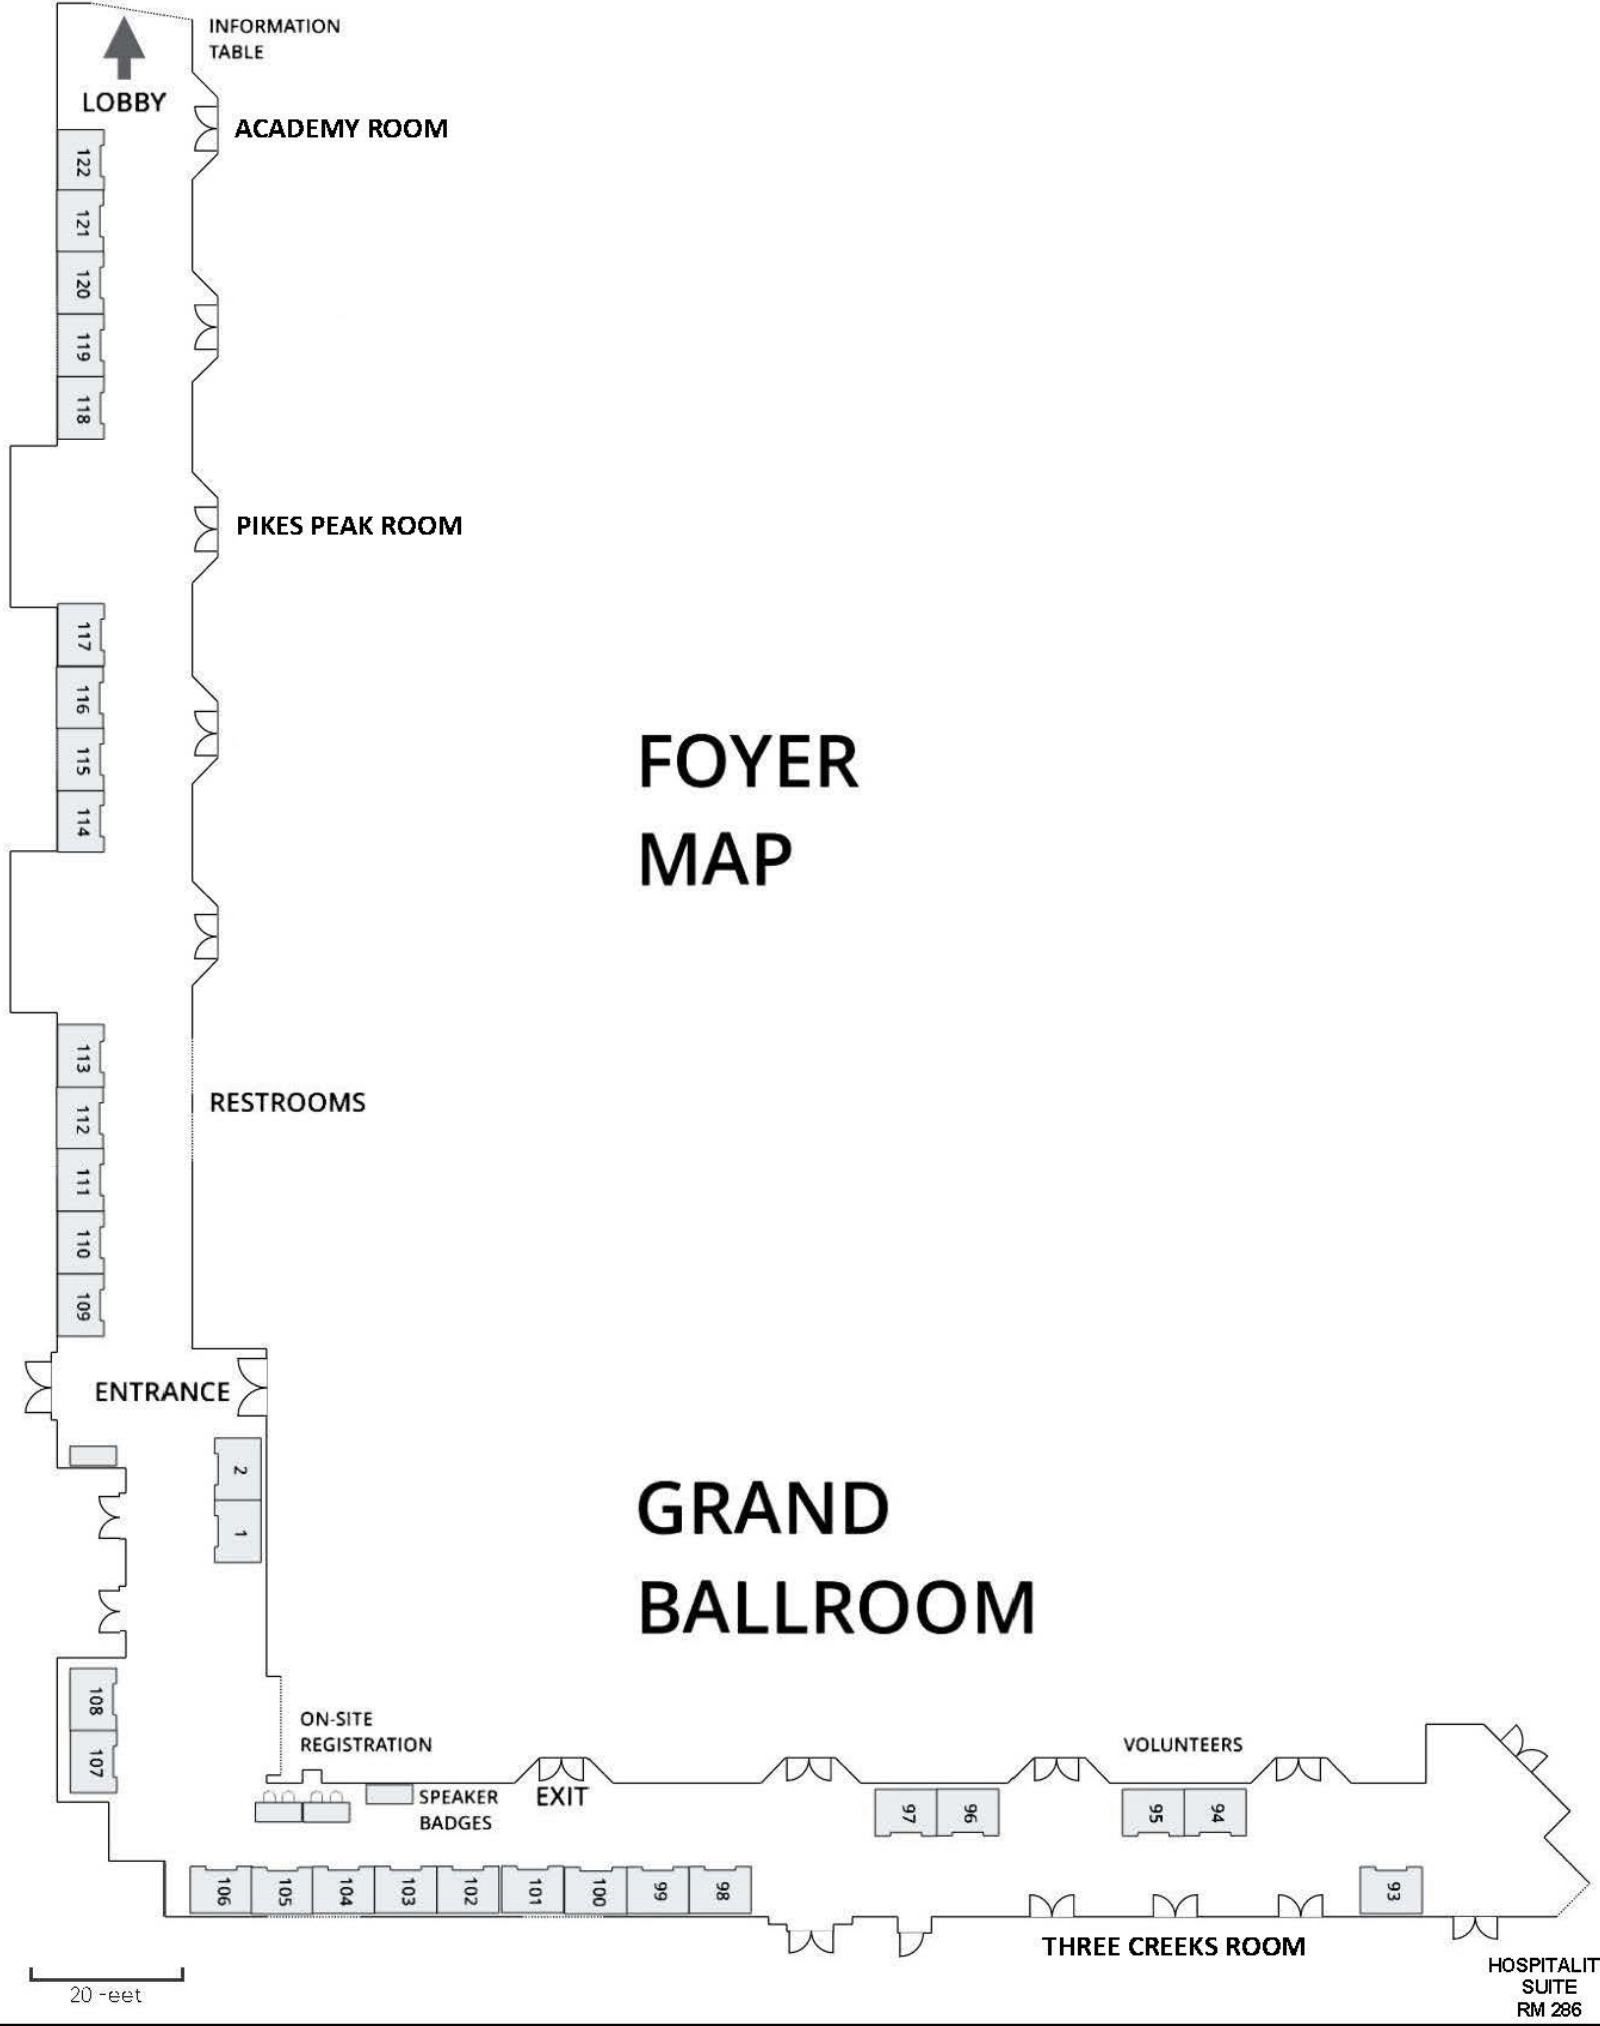 INFORMATION
TABLE
LOBBY
ACADEMY ROOM
122
121
120
119
118
PIKES PEAK ROOM
117
116
115
114
FOYER
MAP
113
112
111
110
109
RESTROOMS
ENTRANCE
2
1
GRAND
BALLROOM
108
107
ON-SITE
REGISTRATION
SPEAKER
BADGES
EXIT
VOLUNTEERS
97
96
95
94
106
105
104
103
102
101
100
99
98
93
THREE CREEKS ROOM
HOSPITALIT
SUITE
RM 286
20 -eet